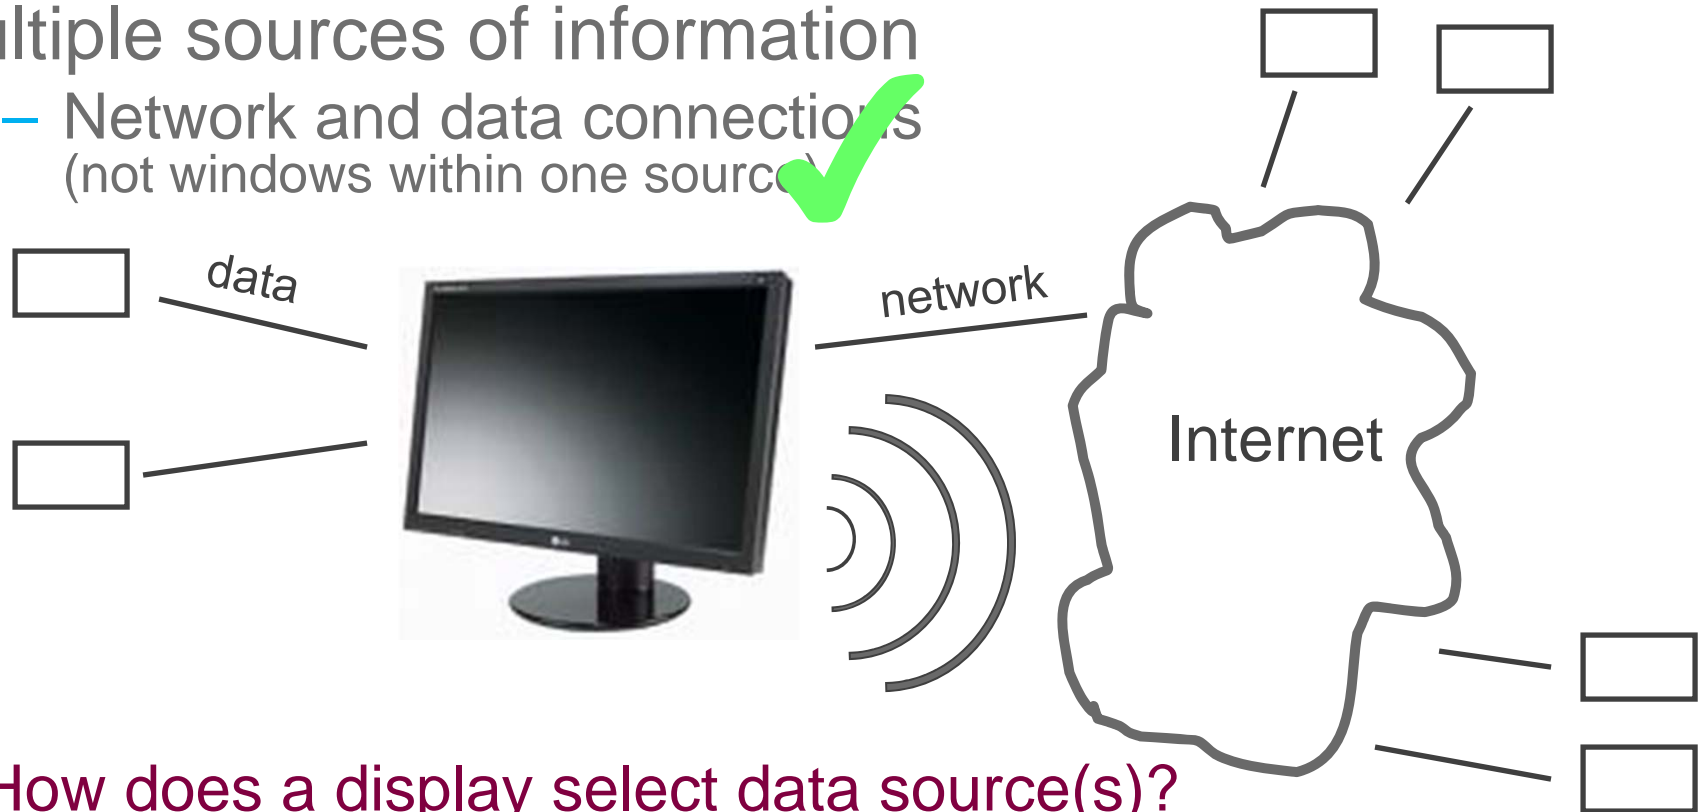 ltiple sources of information
– Network and data connections
(not windows within one source)
data
network
Internet
How does a display select data source(s)?